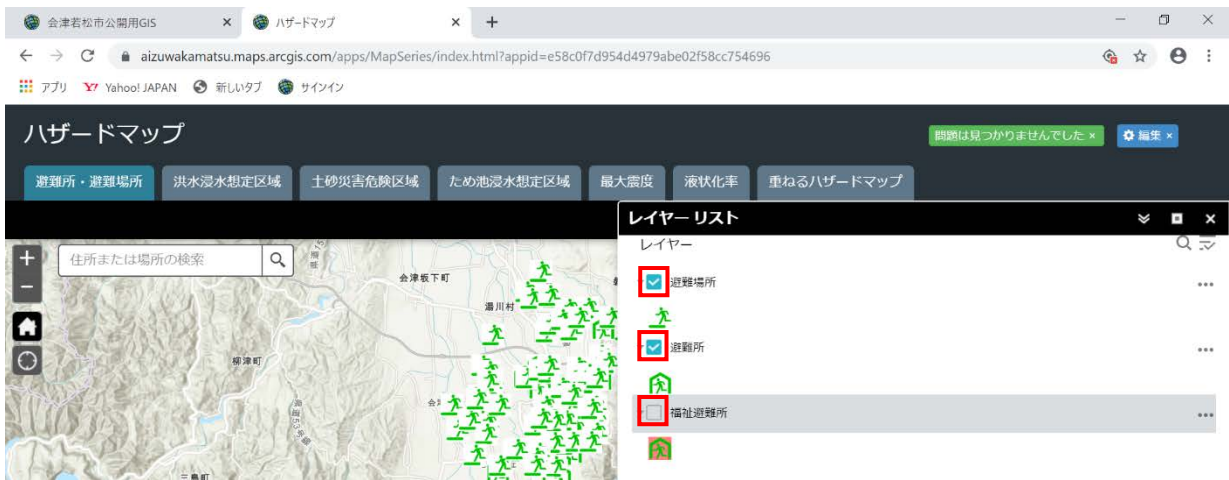 会津若松市公開用GIS
ハザードマップ
aizuwakamatsu.maps.arcgis.com/apps/MapSeries/index.html?appid=e58c0f7d954d4979abe02f58cc754696
アプリ Yahoo! JAPAN 新しいタブ サインイン
ハザードマップ
問題は見つかりませんでした ×
編集 ×
避難所・避難場所 洪水浸水想定区域 土砂災害危険区域 ため池浸水想定区域 最大震度 液状化率 重ねるハザードマップ
レイヤー リスト
レイヤー
住所または場所の検索
会津坂下町
避難場所
湯川村
避難所
柳津町
福祉避難所
三島町